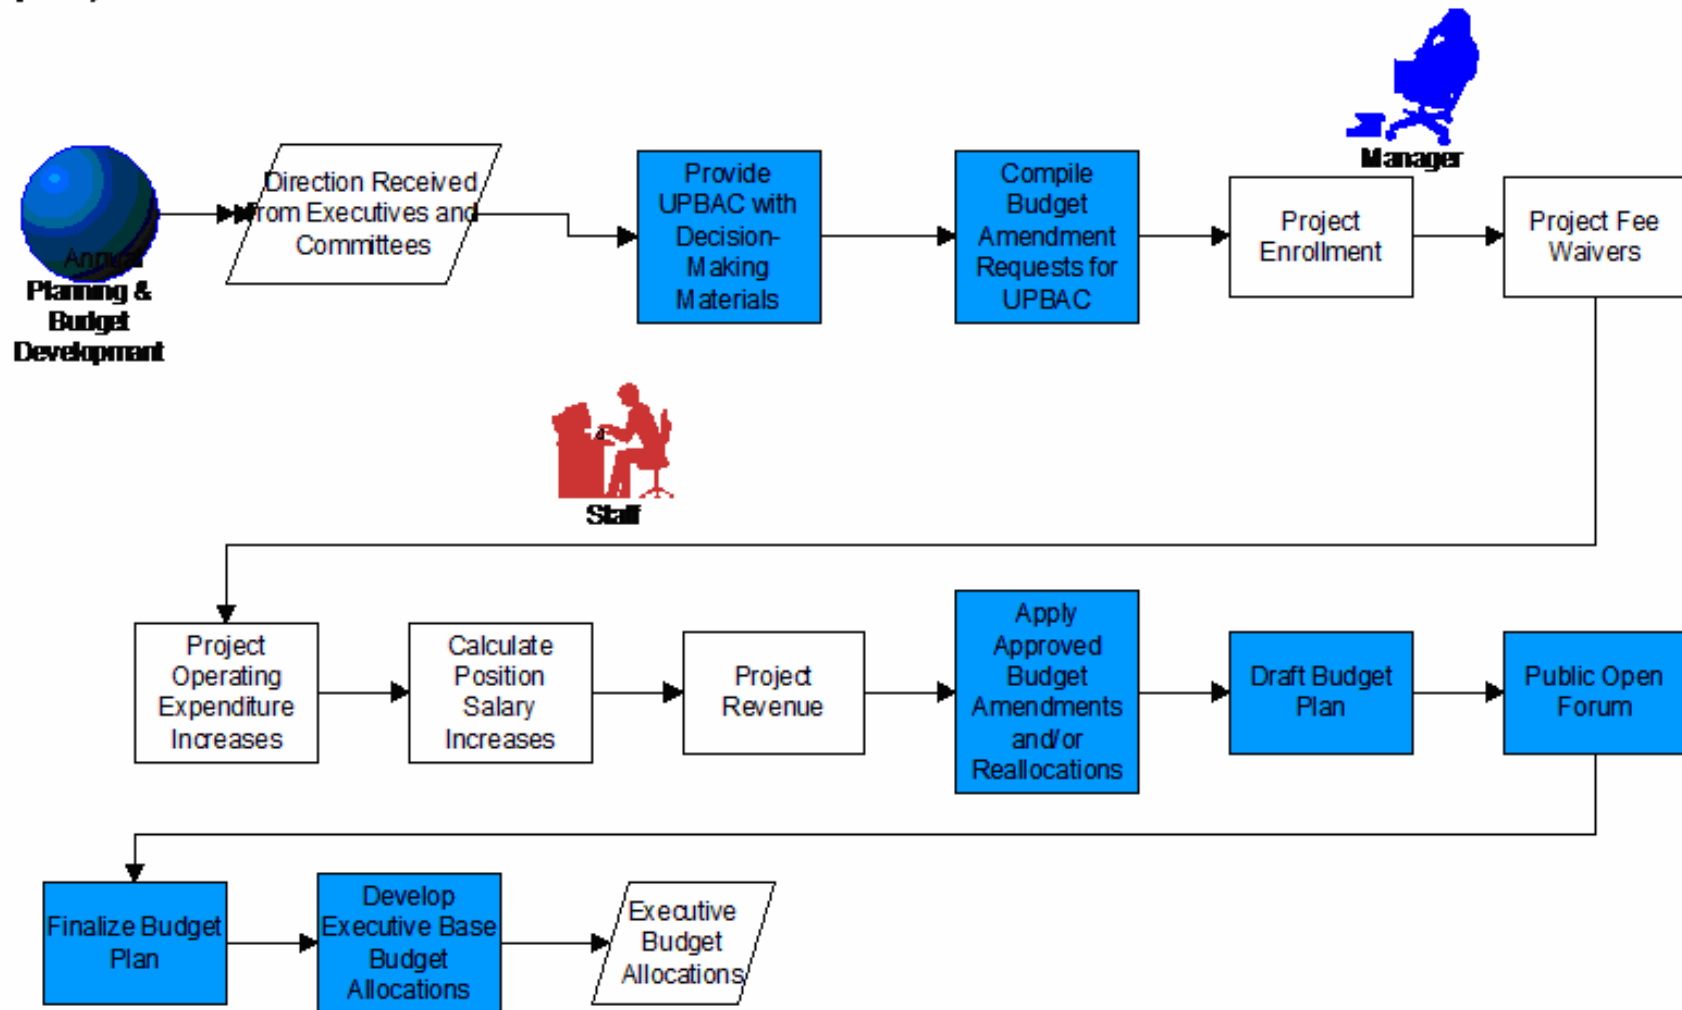 Annual
Planning &
Budget
Development
Direction Received
from Executives and
Committees
Provide
UPBAC with
Decision-
Making
Materials
Compile
Budget
Amendment
Requests for
UPBAC
Manager
Project
Enrollment
Project Fee
Waivers
Staff
Project
Operating
Expenditure
Increases
Calculate
Position
Salary
Increases
Project
Revenue
Apply
Approved
Budget
Amendments
and/or
Reallocations
Draft Budget
Plan
Public Open
Forum
Finalize Budget
Plan
Develop
Executive Base
Budget
Allocations
Executive
Budget
Allocations